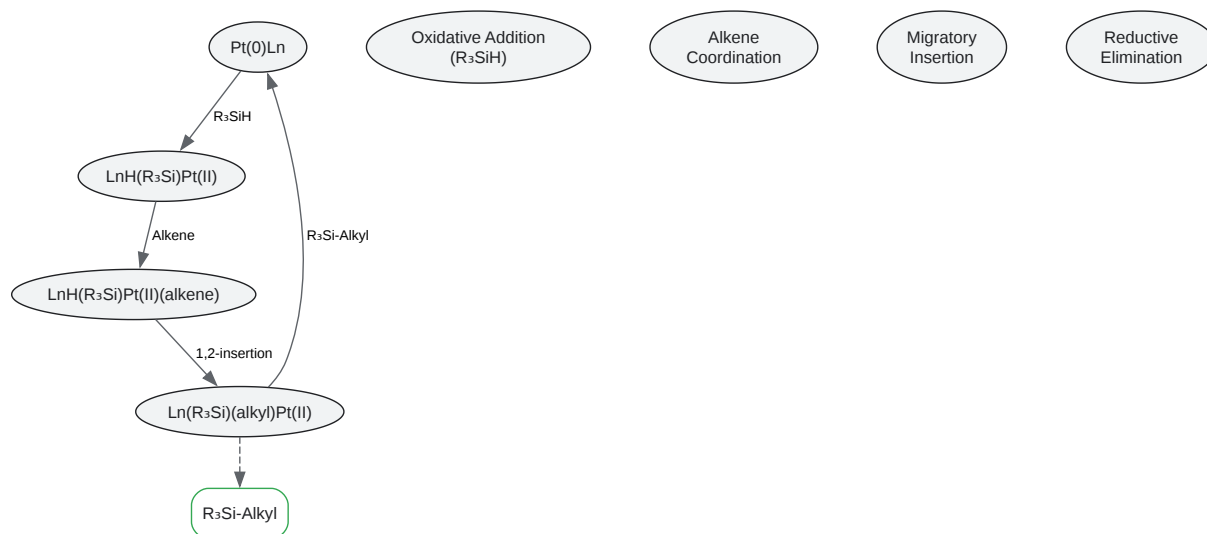 Pt(0)Ln
Oxidative Addition
(R₃SiH)
Alkene
Coordination
Migratory
Insertion
Reductive
Elimination
R₃SiH
LnH(R₃Si)Pt(II)
Alkene
R₃Si-Alkyl
LnH(R₃Si)Pt(II)(alkene)
1,2-insertion
Ln(R₃Si)(alkyl)Pt(II)
R₃Si-Alkyl